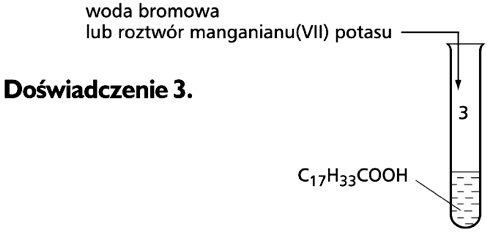 woda bromowa
lub roztwór manganianu(VII) potasu
Doświadczenie 3.
3
C₁₇H₃₃COOH